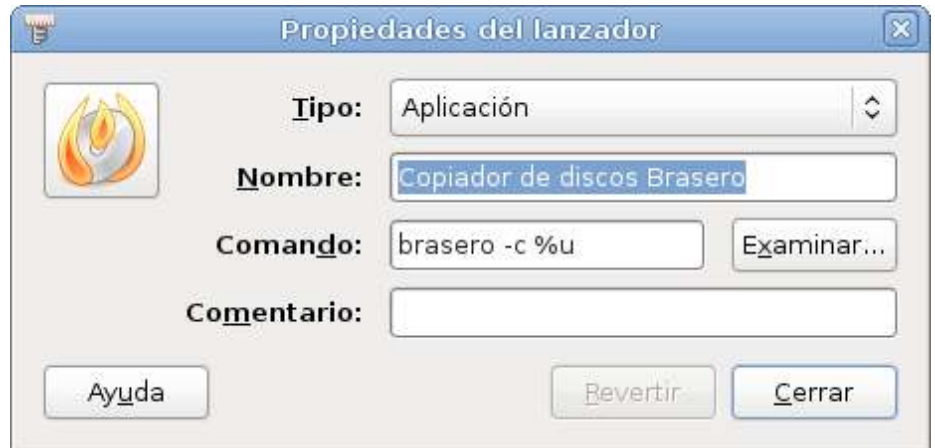 Propiedades del lanzador
Tipo: Aplicación
Nombre: Copiador de discos Brasero
Comando: brasero -c %u Examinar...
Comentario:
Ayuda Revertir Cerrar